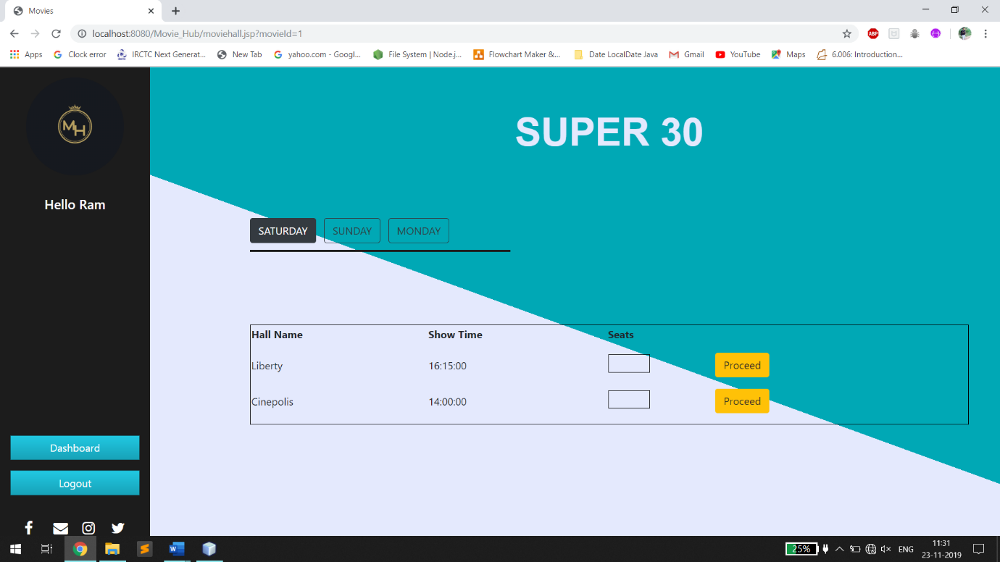 Movies
localhost:8080/Movie_Hub/moviehall.jsp?movieId=1
ABP
Apps Clock error IRCTC Next Generat... New Tab yahoo.com - Googl... File System | Node.j... Flowchart Maker &... Date LocalDate Java Gmail YouTube Maps 6.006: Introduction...
MH
Hello Ram
SUPER 30
SATURDAY SUNDAY MONDAY
Hall Name Show Time Seats
Liberty 16:15:00 Proceed
Cinepolis 14:00:00 Proceed
Dashboard
Logout
25% ENG 11:31
23-11-2019